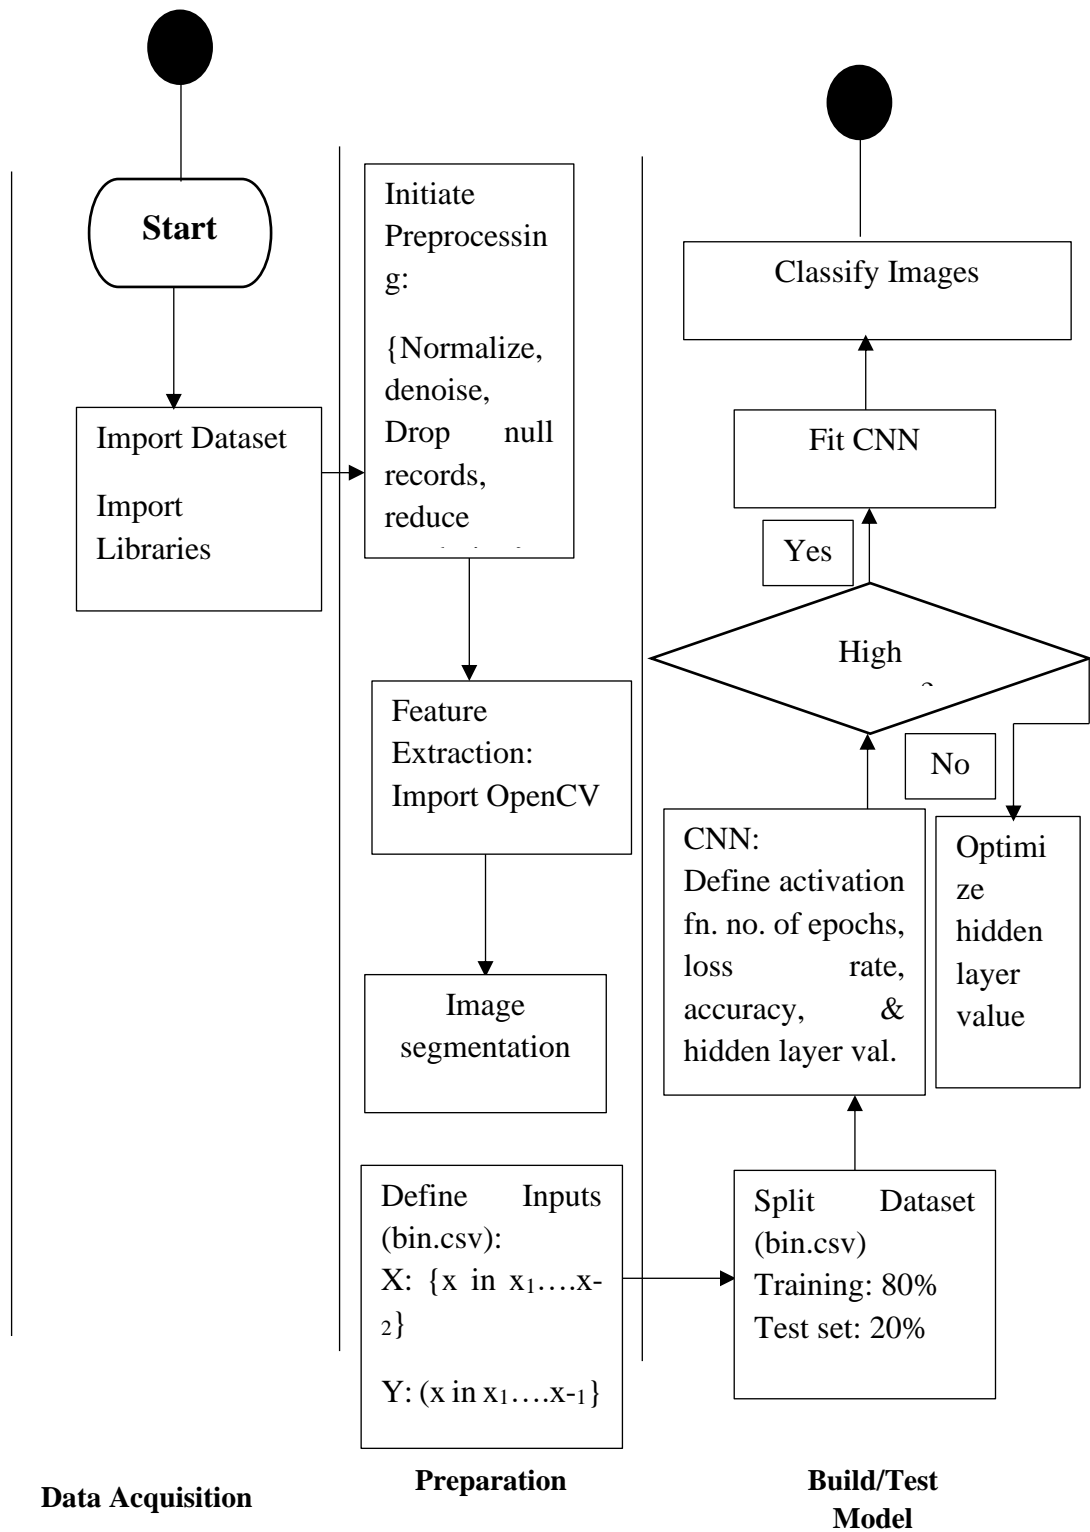 Start
Import Dataset
Import
Libraries
Initiate
Preprocessin
g:
{Normalize,
denoise,
Drop null
records,
reduce
Feature
Extraction:
Import OpenCV
Image
segmentation
Define Inputs
(bin.csv):
X: {x in x₁….x-
₂}
Y: (x in x₁….x-₁}
Split Dataset
(bin.csv)
Training: 80%
Test set: 20%
CNN:
Define activation
fn. no. of epochs,
loss rate,
accuracy, &
hidden layer val.
High
Yes
No
Optimi
ze
hidden
layer
value
Fit CNN
Classify Images
Data Acquisition
Preparation
Build/Test
Model